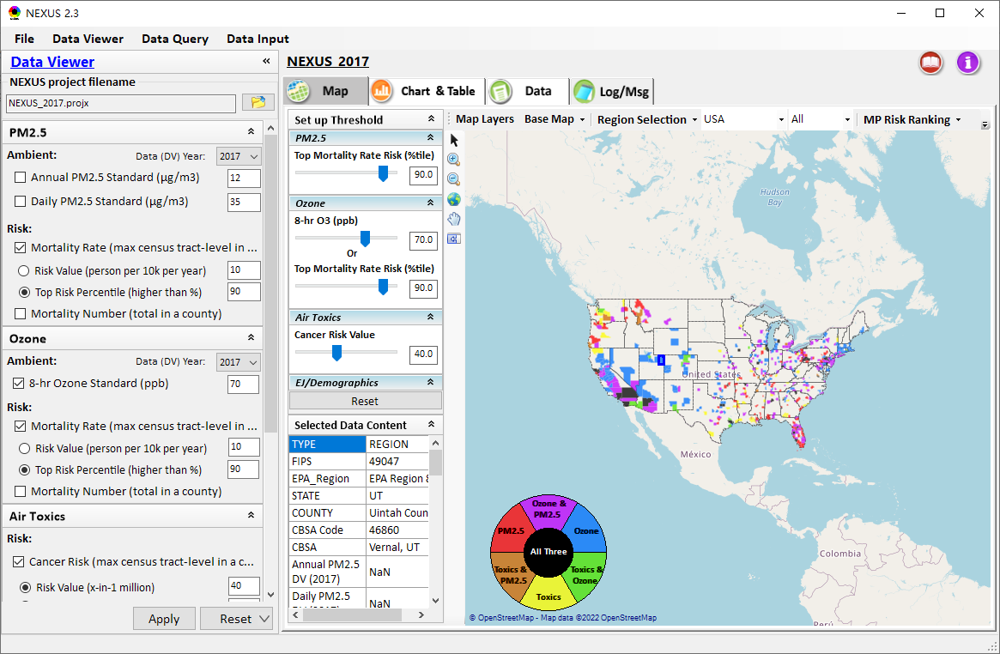 NEXUS 2.3
File Data Viewer Data Query Data Input
Data Viewer «
NEXUS project filename
NEXUS_2017.projx
PM2.5
Ambient: Data (DV) Year: 2017
Annual PM2.5 Standard (µg/m3) 12
Daily PM2.5 Standard (µg/m3) 35
Risk:
Mortality Rate (max census tract-level in ...
Risk Value (person per 10k per year) 10
Top Risk Percentile (higher than %) 90
Mortality Number (total in a county)
Ozone
Ambient: Data (DV) Year: 2017
8-hr Ozone Standard (ppb) 70
Risk:
Mortality Rate (max census tract-level in ...
Risk Value (person per 10k per year) 10
Top Risk Percentile (higher than %) 90
Mortality Number (total in a county)
Air Toxics
Risk:
Cancer Risk (max census tract-level in a c...
Risk Value (x-in-1 million) 40
Apply Reset
NEXUS_2017
Map Chart & Table Data Log/Msg
Set up Threshold
PM2.5
Top Mortality Rate Risk (%tile)
90.0
Ozone
8-hr O3 (ppb)
70.0
Or
Top Mortality Rate Risk (%tile)
90.0
Air Toxics
Cancer Risk Value
40.0
EJ/Demographics
Reset
Selected Data Content
TYPE REGION
FIPS 49047
EPA_Region EPA Region 8
STATE UT
COUNTY Uintah Coun
CBSA Code 46860
CBSA Vernal, UT
Annual PM2.5
DV (2017) NaN
Daily PM2.5
DV (2017) NaN
Map Layers Base Map Region Selection USA All MP Risk Ranking
Hudson
Bay
United States
México
Colombia
Perú
Ozone &
PM2.5
PM2.5 Ozone
All Three
Toxics &
PM2.5
Toxics &
Ozone
Toxics
© OpenStreetMap - Map data ©2022 OpenStreetMap